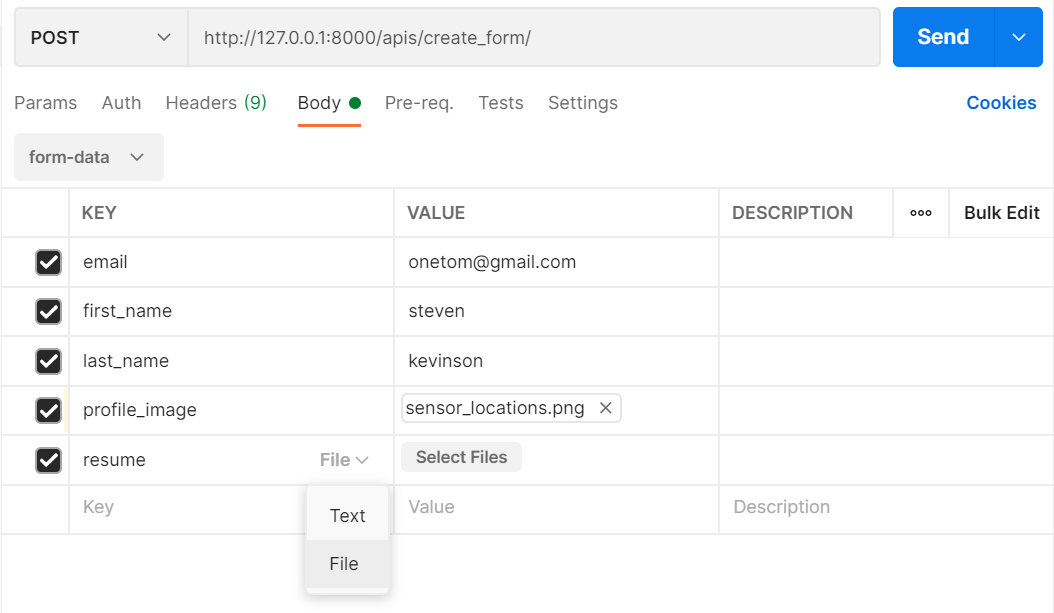 POST http://127.0.0.1:8000/apis/create_form/ Send
Params Auth Headers (9) Body Pre-req. Tests Settings Cookies
form-data
KEY VALUE DESCRIPTION ooo Bulk Edit
email onetom@gmail.com
first_name steven
last_name kevinson
profile_image sensor_locations.png
resume File Select Files
Key Value Description
Text
File